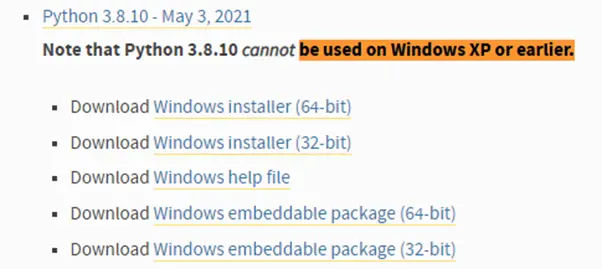 Python 3.8.10 - May 3, 2021
Note that Python 3.8.10 cannot be used on Windows XP or earlier.
Download Windows installer (64-bit)
Download Windows installer (32-bit)
Download Windows help file
Download Windows embeddable package (64-bit)
Download Windows embeddable package (32-bit)